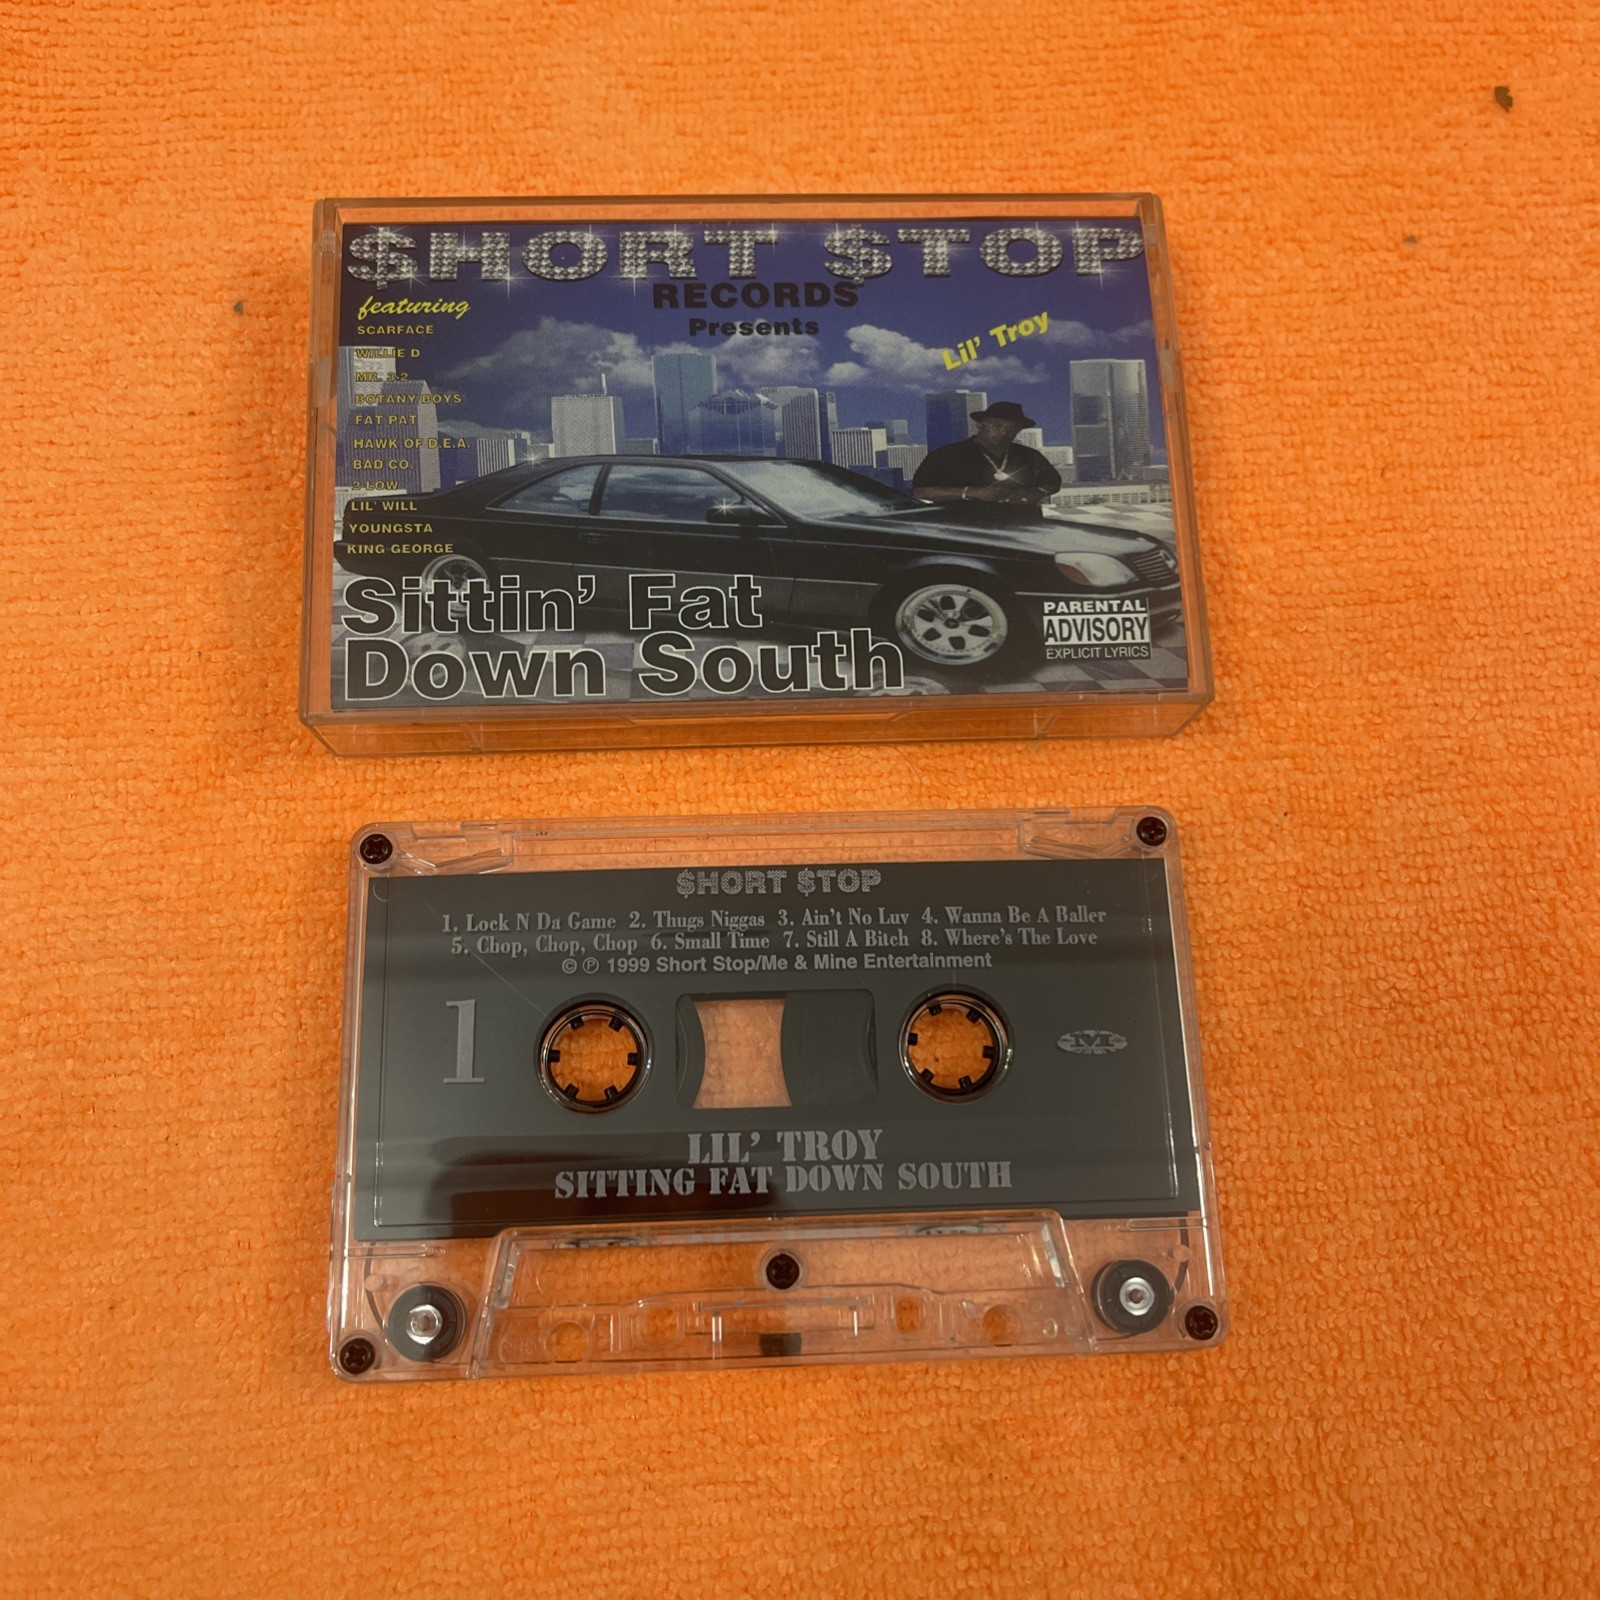 $HORT $TOP
RECORDS
Presents
featuring
SCARFACE
WILLIE D
MR. 3-2
BOTANY BOYS
FAT PAT
HAWK OF D.E.A.
BAD CO.
2-LOW
LIL' WILL
YOUNGSTA
KING GEORGE
Lil' Troy
Sittin' Fat
Down South
PARENTAL
ADVISORY
EXPLICIT LYRICS
$HORT $TOP
1. Lock N Da Game 2. Thugs Niggas 3. Ain't No Luv 4. Wanna Be A Baller
5. Chop, Chop, Chop 6. Small Time 7. Still A Bitch 8. Where's The Love
© ℗ 1999 Short Stop/Me & Mine Entertainment
1
M
LIL' TROY
SITTING FAT DOWN SOUTH